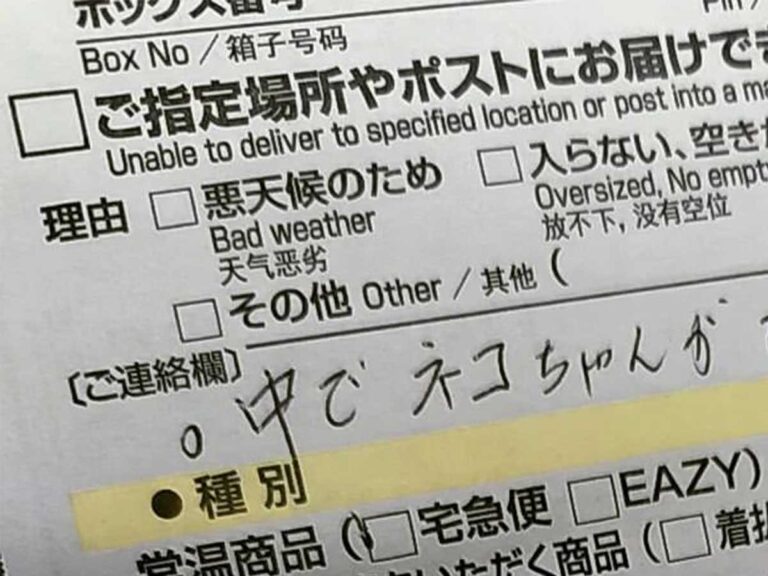 ボックス番号
Box No / 箱子号码
ご指定場所やポストにお届けでき
Unable to deliver to specified location or post into a ma
理由 悪天候のため 入らない、空き
Bad weather Oversized, No empty
天气恶劣 放不下，没有空位
その他 Other / 其他 (
〔ご連絡欄〕
。中で ネコちゃんが
●種別
常温商品 ( 宅急便 EAZY)
いただく商品 ( 着払